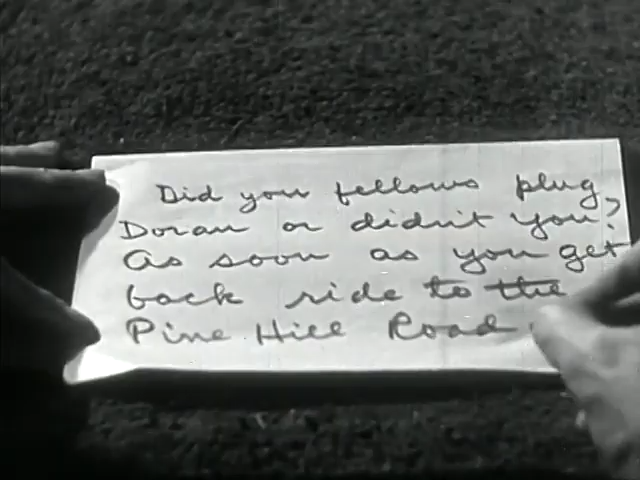 Did you fellows plug
Doran or didn't you?
As soon as you get
back ride to the
Pine Hill Road.